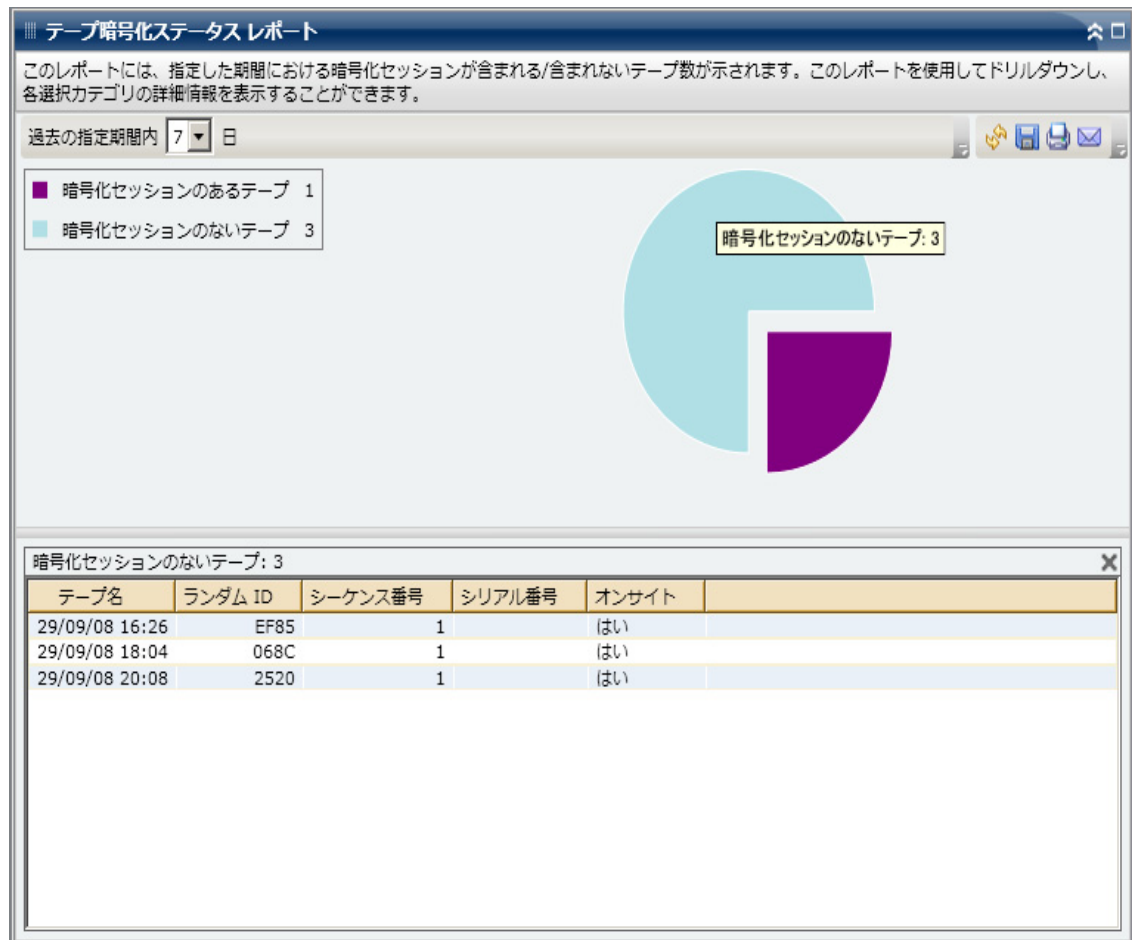 テープ暗号化ステータス レポート
このレポートには、指定した期間における暗号化セッションが含まれる/含まれないテープ数が示されます。このレポートを使用してドリルダウンし、
各選択カテゴリの詳細情報を表示することができます。
過去の指定期間内 7 日
暗号化セッションのあるテープ 1
暗号化セッションのないテープ 3
暗号化セッションのないテープ: 3
暗号化セッションのないテープ: 3
テープ名 ランダム ID シーケンス番号 シリアル番号 オンサイト
29/09/08 16:26 EF85 1 はい
29/09/08 18:04 068C 1 はい
29/09/08 20:08 2520 1 はい